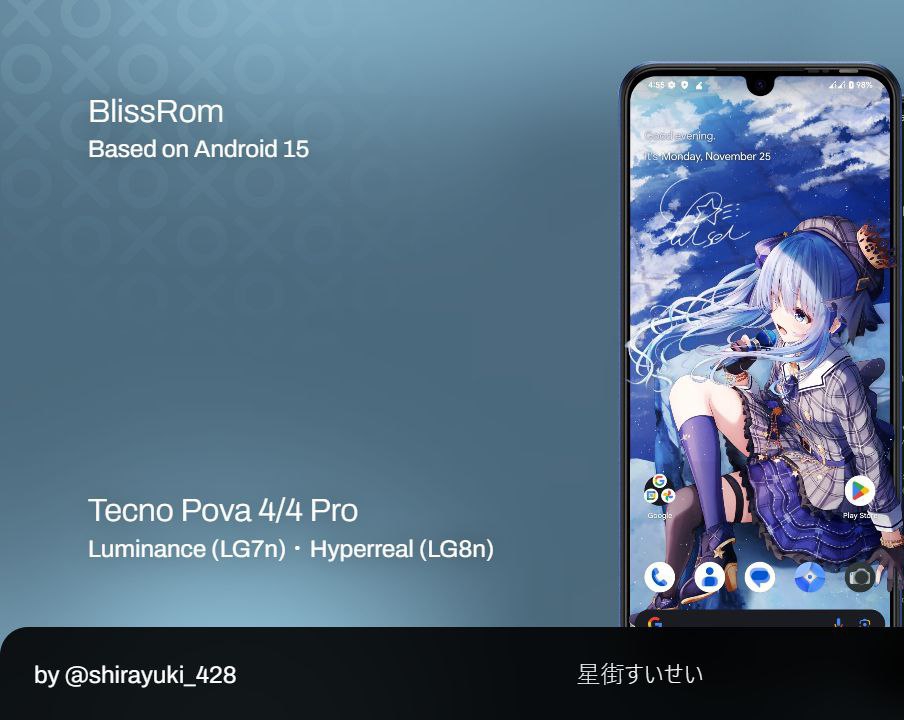 BlissRom
Based on Android 15
4:55
98%
Good evening.
It's Monday, November 25
Google
Play Store
Tecno Pova 4/4 Pro
Luminance (LG7n) · Hyperreal (LG8n)
by @shirayuki_428
星街すいせい